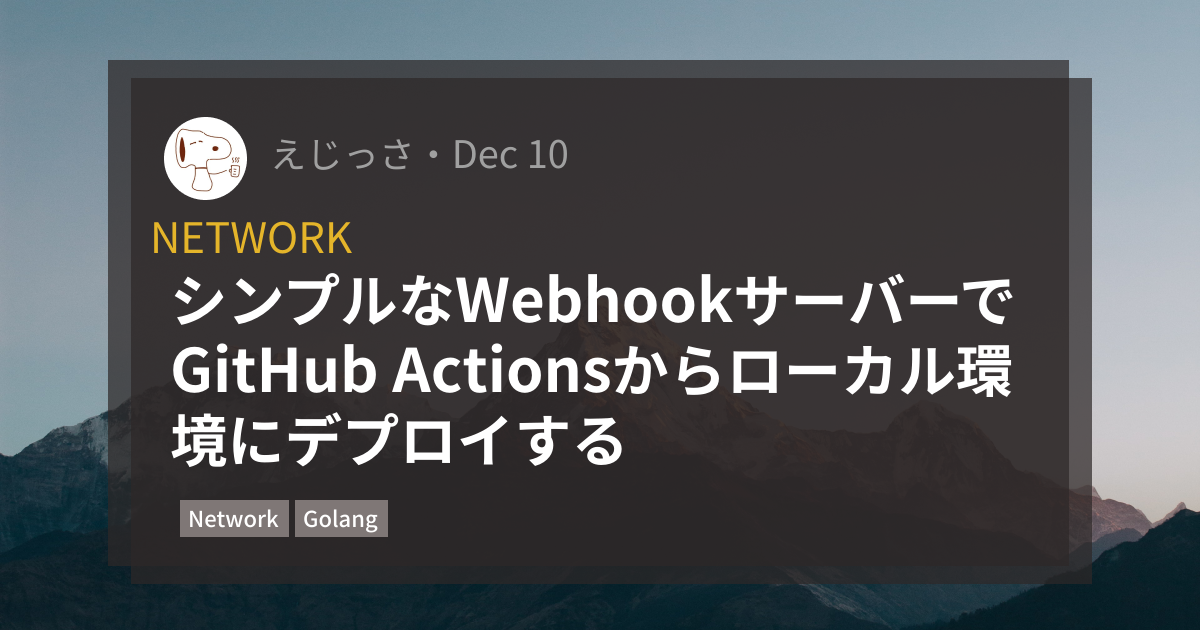 えじっさ・Dec 10
NETWORK
シンプルなWebhookサーバーで
GitHub Actionsからローカル環
境にデプロイする
Network Golang